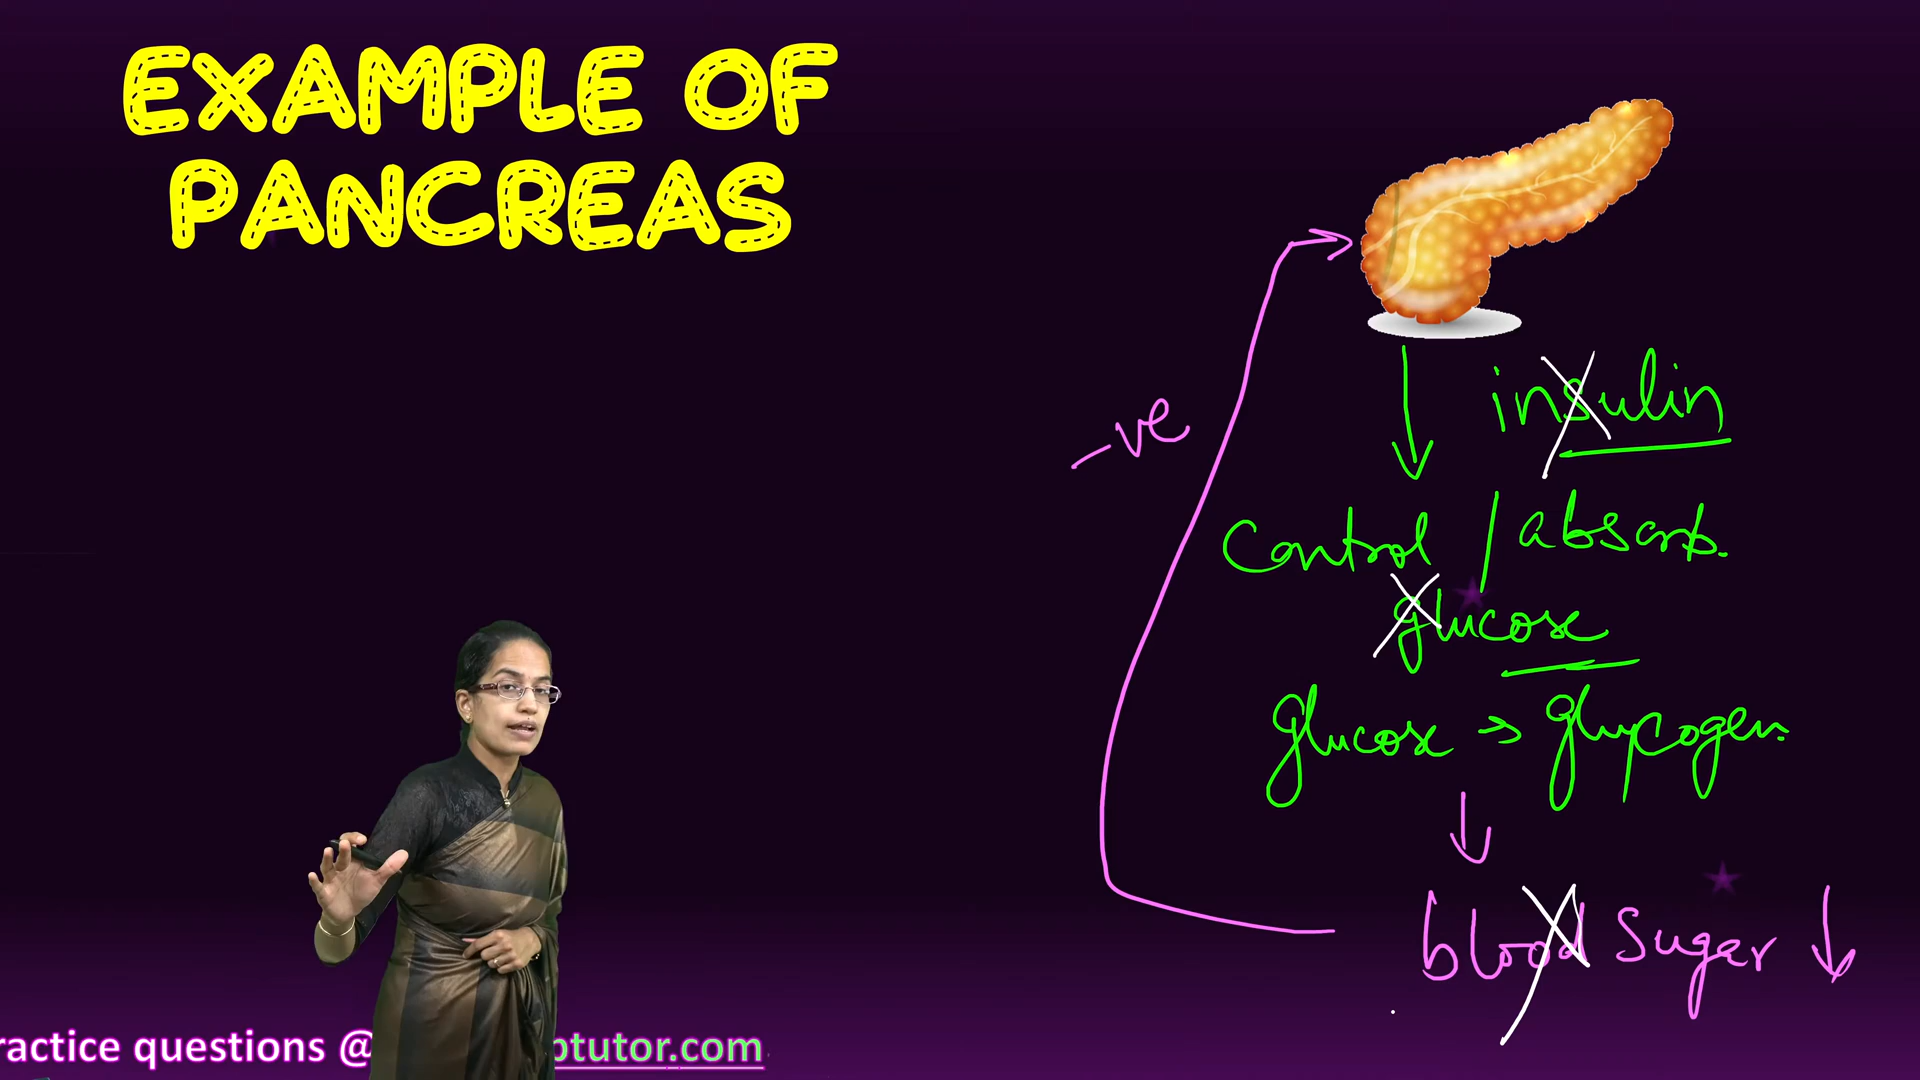 EXAMPLE OF
PANCREAS
insulin
-ve
Control / absorb.
glucose
glucose → glycogen.
blood sugar ↓
ractice questions @
tutor.com